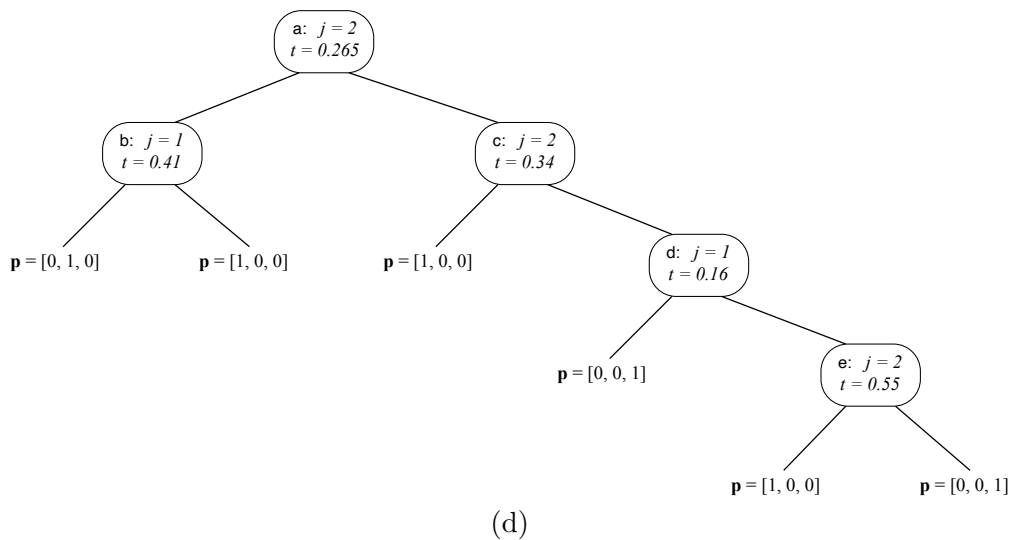 a: j = 2
t = 0.265
b: j = 1
t = 0.41
c: j = 2
t = 0.34
p = [0, 1, 0]
p = [1, 0, 0]
p = [1, 0, 0]
d: j = 1
t = 0.16
p = [0, 0, 1]
e: j = 2
t = 0.55
p = [1, 0, 0]
p = [0, 0, 1]
(d)